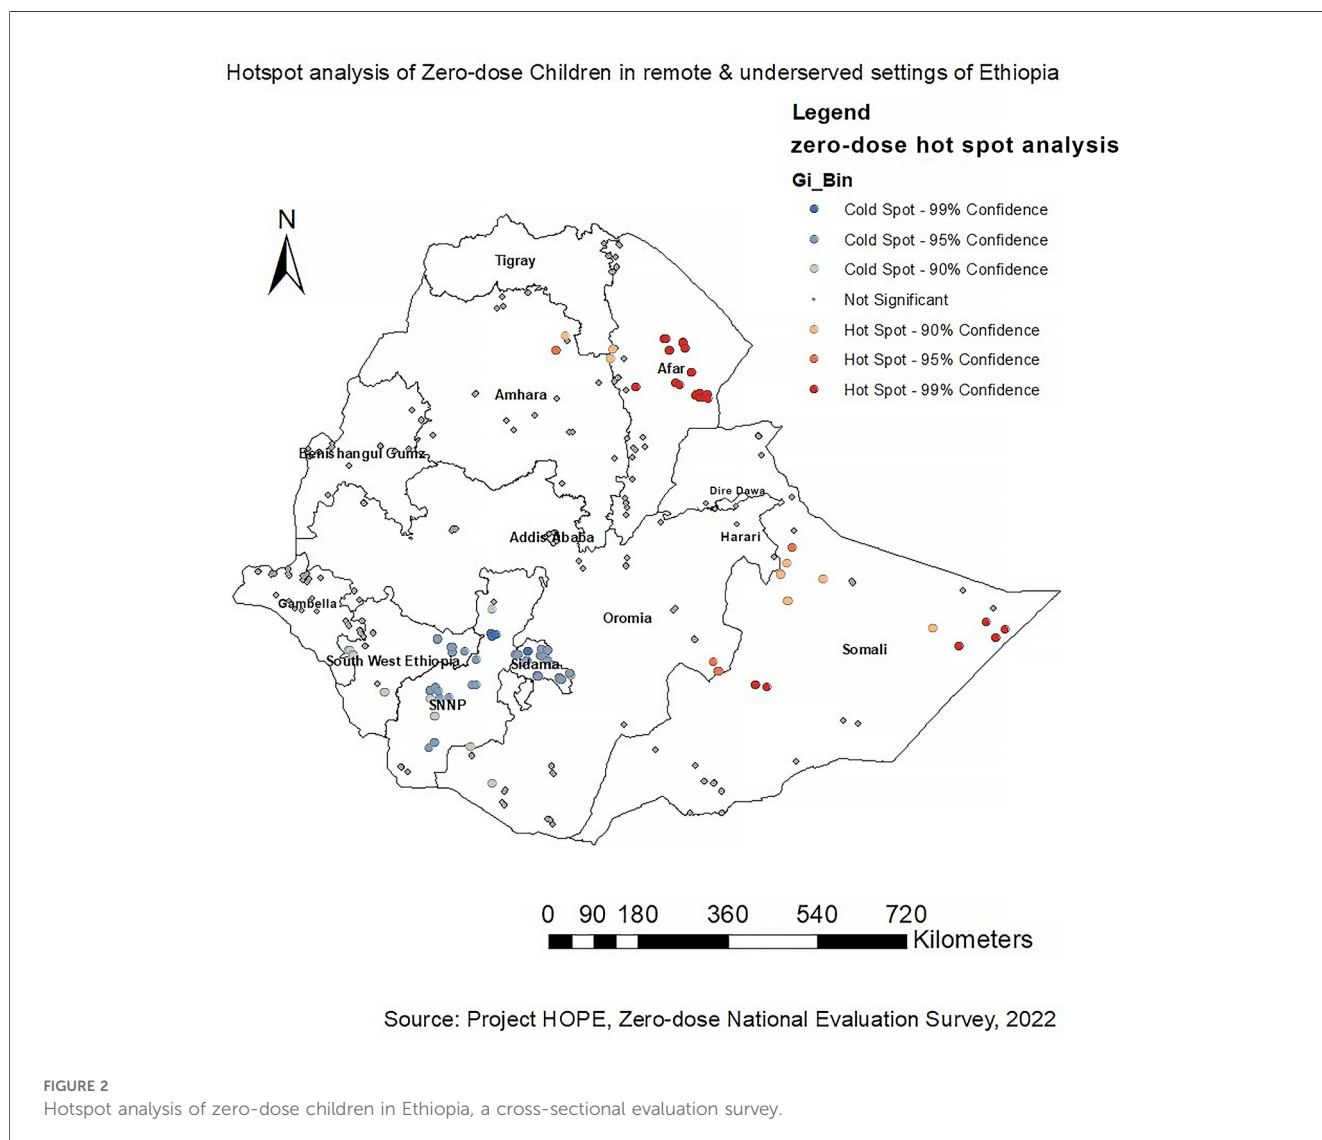 Hotspot analysis of Zero-dose Children in remote & underserved settings of Ethiopia
Legend
zero-dose hot spot analysis
Gi_Bin
Cold Spot - 99% Confidence
Cold Spot - 95% Confidence
Cold Spot - 90% Confidence
Not Significant
Hot Spot - 90% Confidence
Hot Spot - 95% Confidence
Hot Spot - 99% Confidence
N
Tigray
Afar
Amhara
Benishangul Gumz
Dire Dawa
Addis Ababa
Harari
Gambella
Oromia
Somali
South West Ethiopia
Sidama
SNNP
0 90 180 360 540 720
Kilometers
Source: Project HOPE, Zero-dose National Evaluation Survey, 2022
FIGURE 2
Hotspot analysis of zero-dose children in Ethiopia, a cross-sectional evaluation survey.